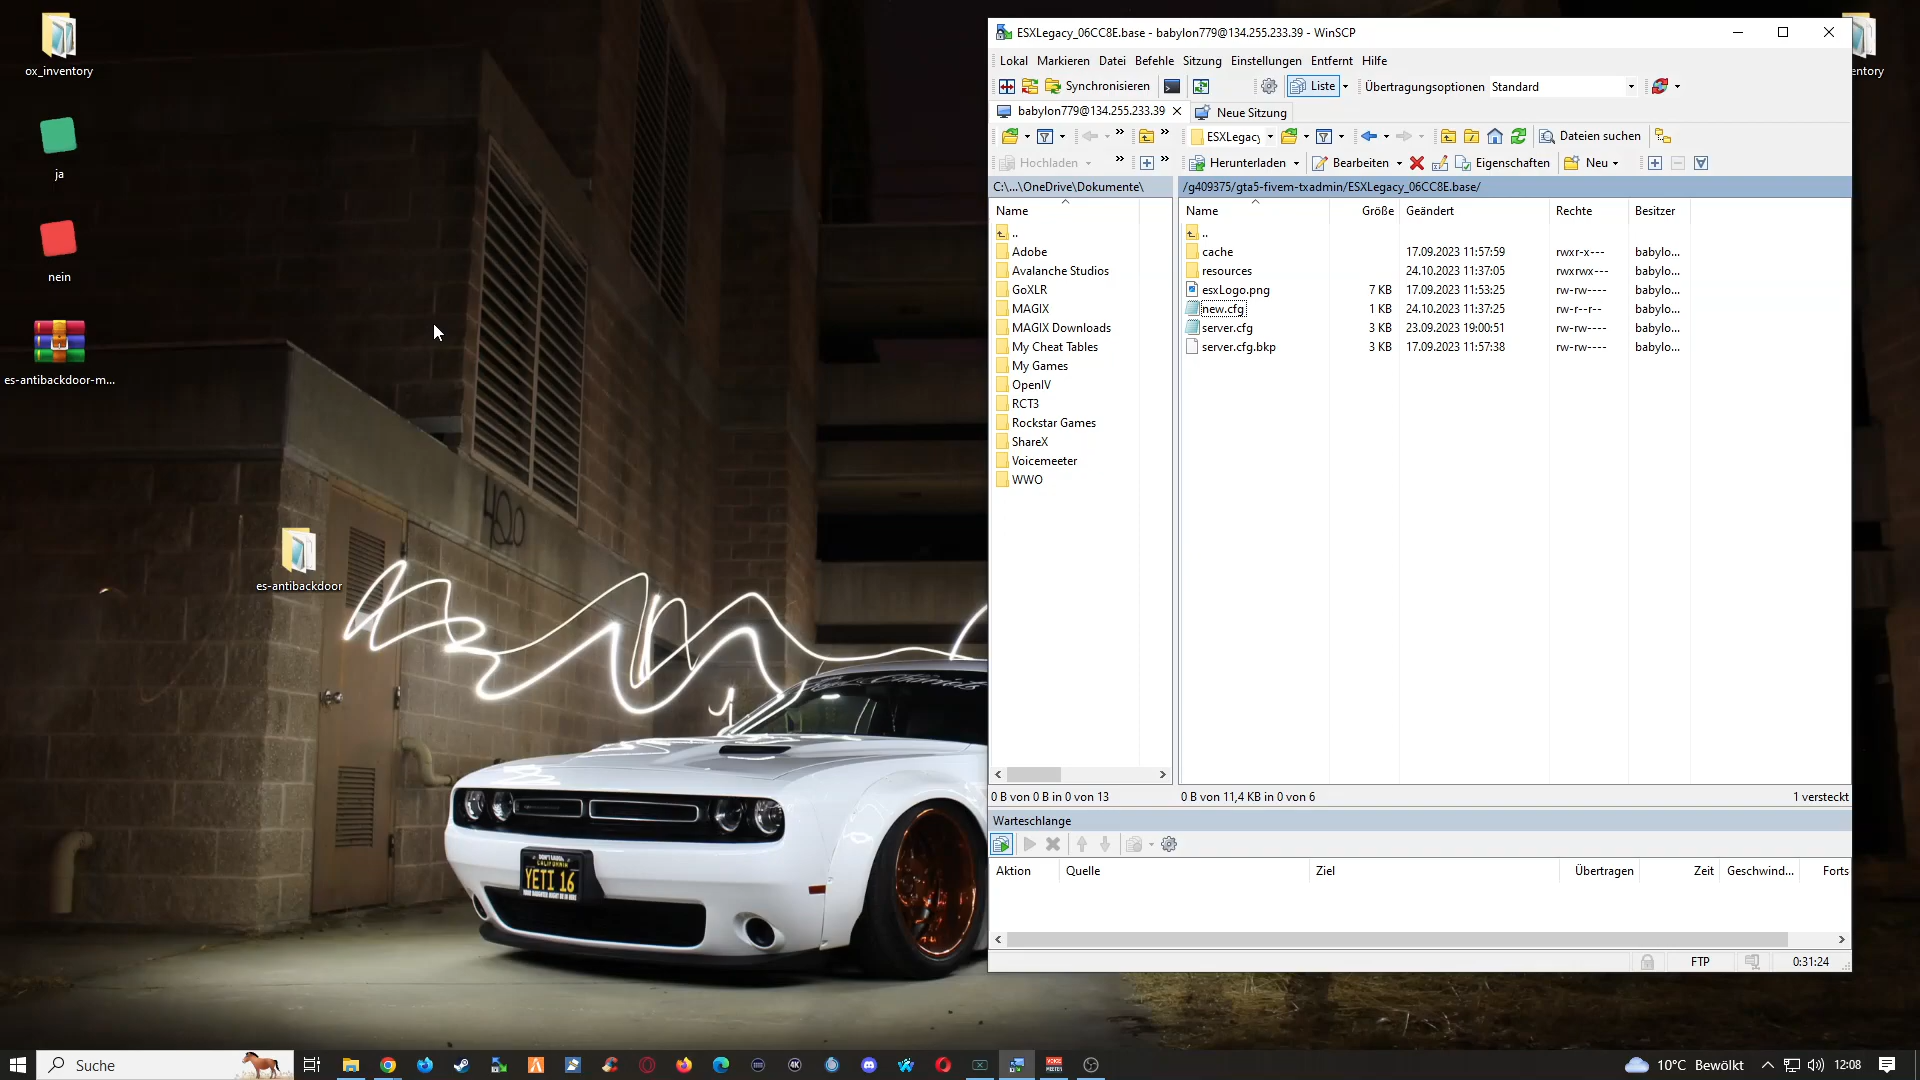 ox_inventory
ja
nein
es-antibackdoor-m...
es-antibackdoor
YETI 16
CALIFORNIA
entory
ESXLegacy_06CC8E.base - babylon779@134.255.233.39 - WinSCP
Lokal Markieren Datei Befehle Sitzung Einstellungen Entfernt Hilfe
Synchronisieren Liste Übertragungsoptionen Standard
babylon779@134.255.233.39 Neue Sitzung
ESXLegacy Dateien suchen
Hochladen Herunterladen Bearbeiten Eigenschaften Neu
C:\...\OneDrive\Dokumente\
Name
..
Adobe
Avalanche Studios
GoXLR
MAGIX
MAGIX Downloads
My Cheat Tables
My Games
OpenIV
RCT3
Rockstar Games
ShareX
Voicemeeter
WWO
0 B von 0 B in 0 von 13
/g409375/gta5-fivem-txadmin/ESXLegacy_06CC8E.base/
Name Größe Geändert Rechte Besitzer
..
cache 17.09.2023 11:57:59 rwxr-x--- babylo...
resources 24.10.2023 11:37:05 rwxrwx--- babylo...
esxLogo.png 7 KB 17.09.2023 11:53:25 rw-rw---- babylo...
new.cfg 1 KB 24.10.2023 11:37:25 rw-r--r-- babylo...
server.cfg 3 KB 23.09.2023 19:00:51 rw-rw---- babylo...
server.cfg.bkp 3 KB 17.09.2023 11:57:38 rw-rw---- babylo...
0 B von 11,4 KB in 0 von 6 1 versteckt
Warteschlange
Aktion Quelle Ziel Übertragen Zeit Geschwind... Forts
FTP 0:31:24
Suche
4K
10°C Bewölkt 12:08